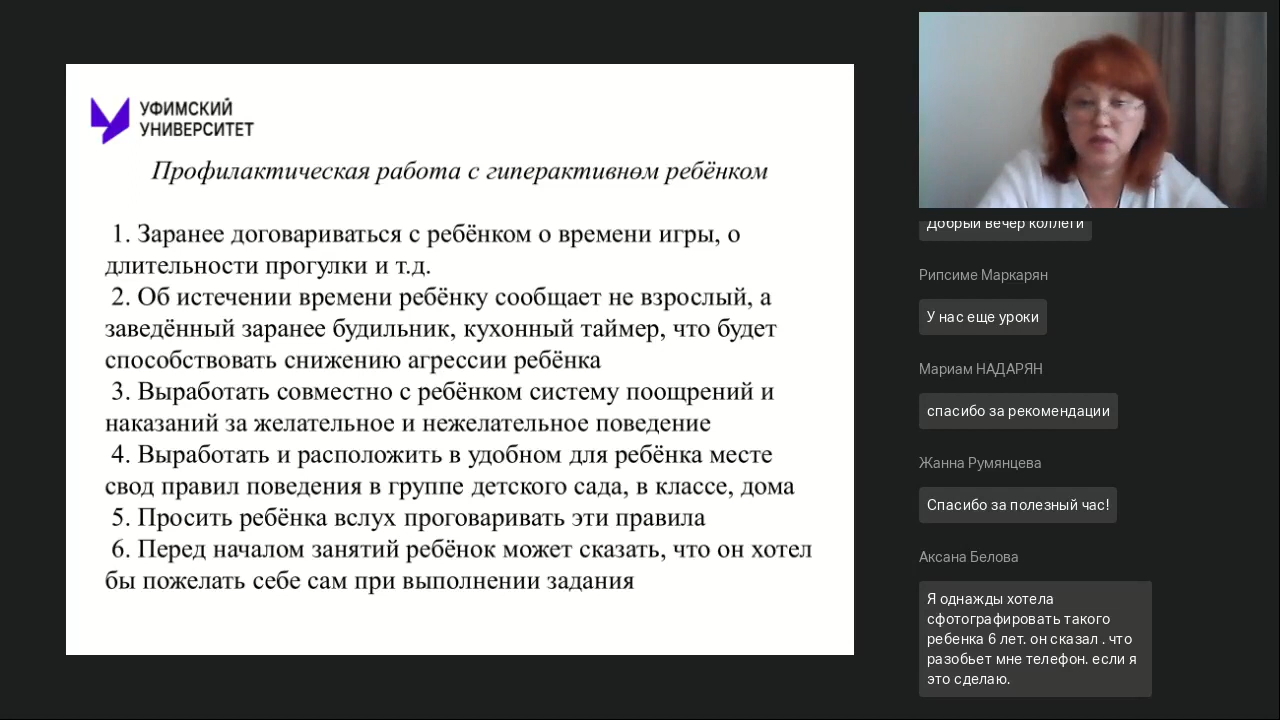 УФИМСКИЙ
УНИВЕРСИТЕТ
Профилактическая работа с гиперактивнөм ребёнком
1. Заранее договариваться с ребёнком о времени игры, о
длительности прогулки и т.д.
2. Об истечении времени ребёнку сообщает не взрослый, а
заведённый заранее будильник, кухонный таймер, что будет
способствовать снижению агрессии ребёнка
3. Выработать совместно с ребёнком систему поощрений и
наказаний за желательное и нежелательное поведение
4. Выработать и расположить в удобном для ребёнка месте
свод правил поведения в группе детского сада, в классе, дома
5. Просить ребёнка вслух проговаривать эти правила
6. Перед началом занятий ребёнок может сказать, что он хотел
бы пожелать себе сам при выполнении задания
Добрый вечер коллеги
Рипсиме Маркарян
У нас еще уроки
Мариам НАДАРЯН
спасибо за рекомендации
Жанна Румянцева
Спасибо за полезный час!
Аксана Белова
Я однажды хотела
сфотографировать такого
ребенка 6 лет. он сказал . что
разобьет мне телефон. если я
это сделаю.